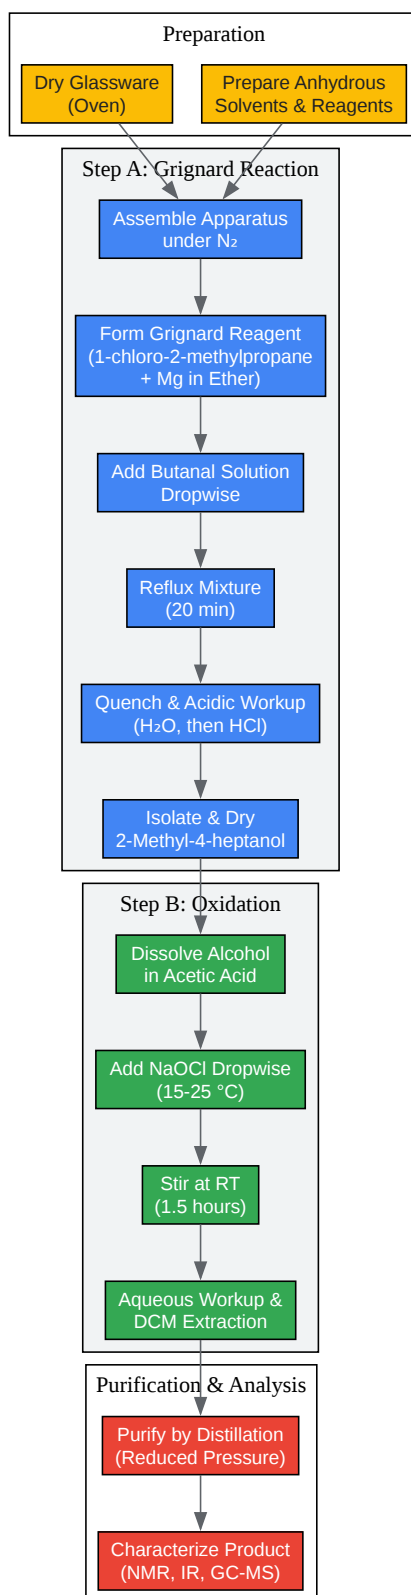 Preparation
Dry Glassware
(Oven)
Prepare Anhydrous
Solvents & Reagents
Step A: Grignard Reaction
Assemble Apparatus
under N₂
Form Grignard Reagent
(1-chloro-2-methylpropane
+ Mg in Ether)
Add Butanal Solution
Dropwise
Reflux Mixture
(20 min)
Quench & Acidic Workup
(H₂O, then HCl)
Isolate & Dry
2-Methyl-4-heptanol
Step B: Oxidation
Dissolve Alcohol
in Acetic Acid
Add NaOCl Dropwise
(15-25 °C)
Stir at RT
(1.5 hours)
Aqueous Workup &
DCM Extraction
Purification & Analysis
Purify by Distillation
(Reduced Pressure)
Characterize Product
(NMR, IR, GC-MS)